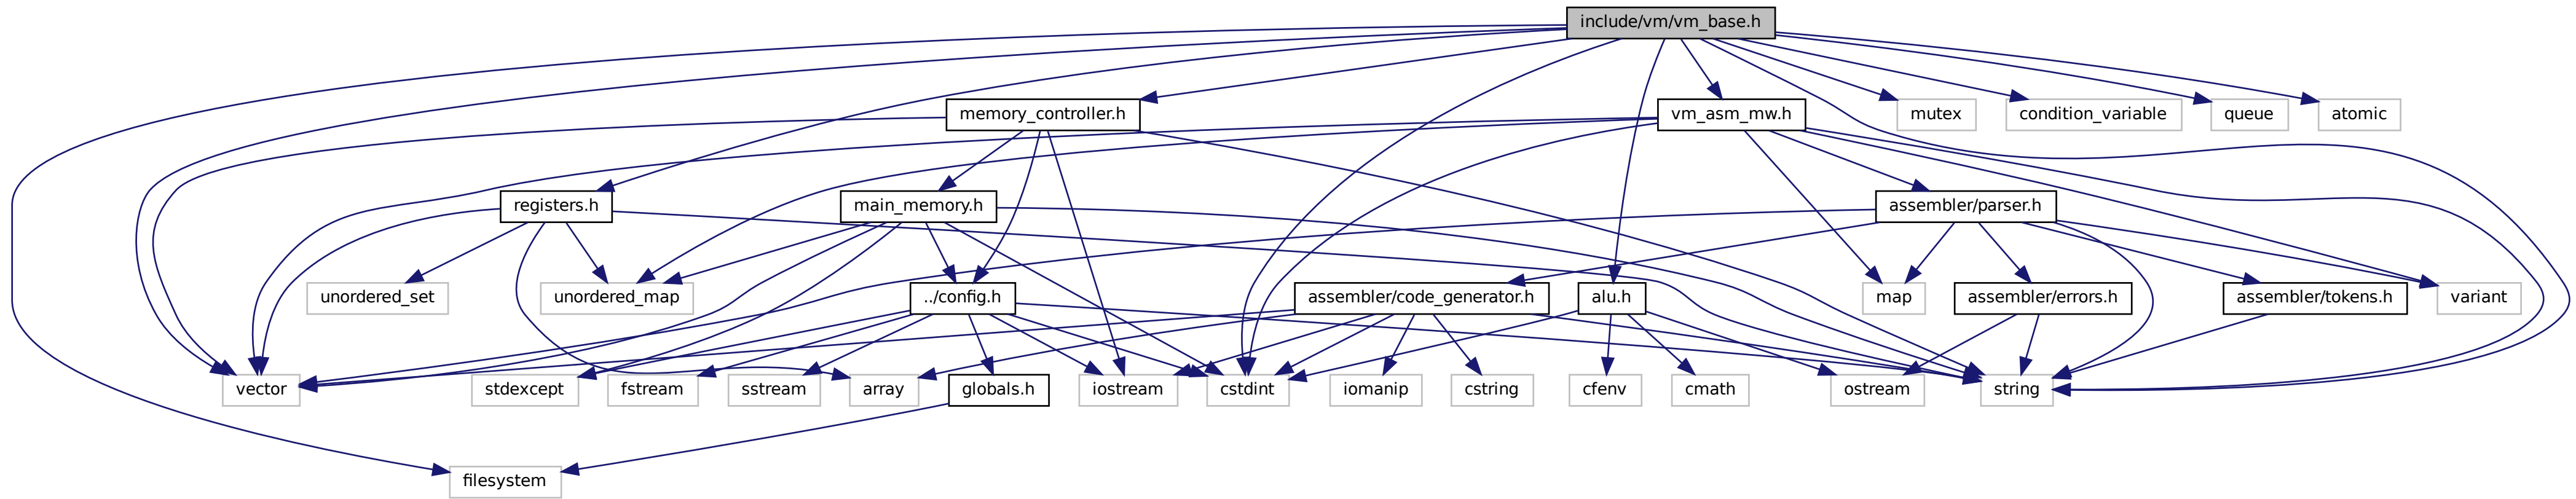 include/vm/vm_base.h
memory_controller.h
vm_asm_mw.h
mutex
condition_variable
queue
atomic
registers.h
main_memory.h
assembler/parser.h
unordered_set
unordered_map
../config.h
assembler/code_generator.h
alu.h
map
assembler/errors.h
assembler/tokens.h
variant
vector
stdexcept
fstream
sstream
array
globals.h
iostream
cstdint
iomanip
cstring
cfenv
cmath
ostream
string
filesystem